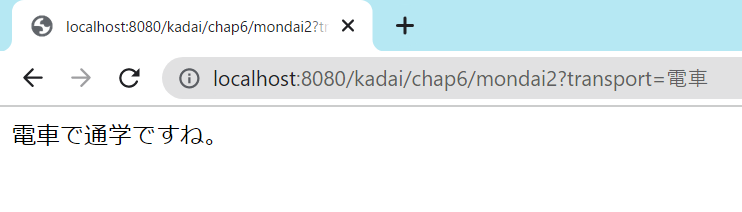 localhost:8080/kadai/chap6/mondai2?tr
localhost:8080/kadai/chap6/mondai2?transport=電車
電車で通学ですね。